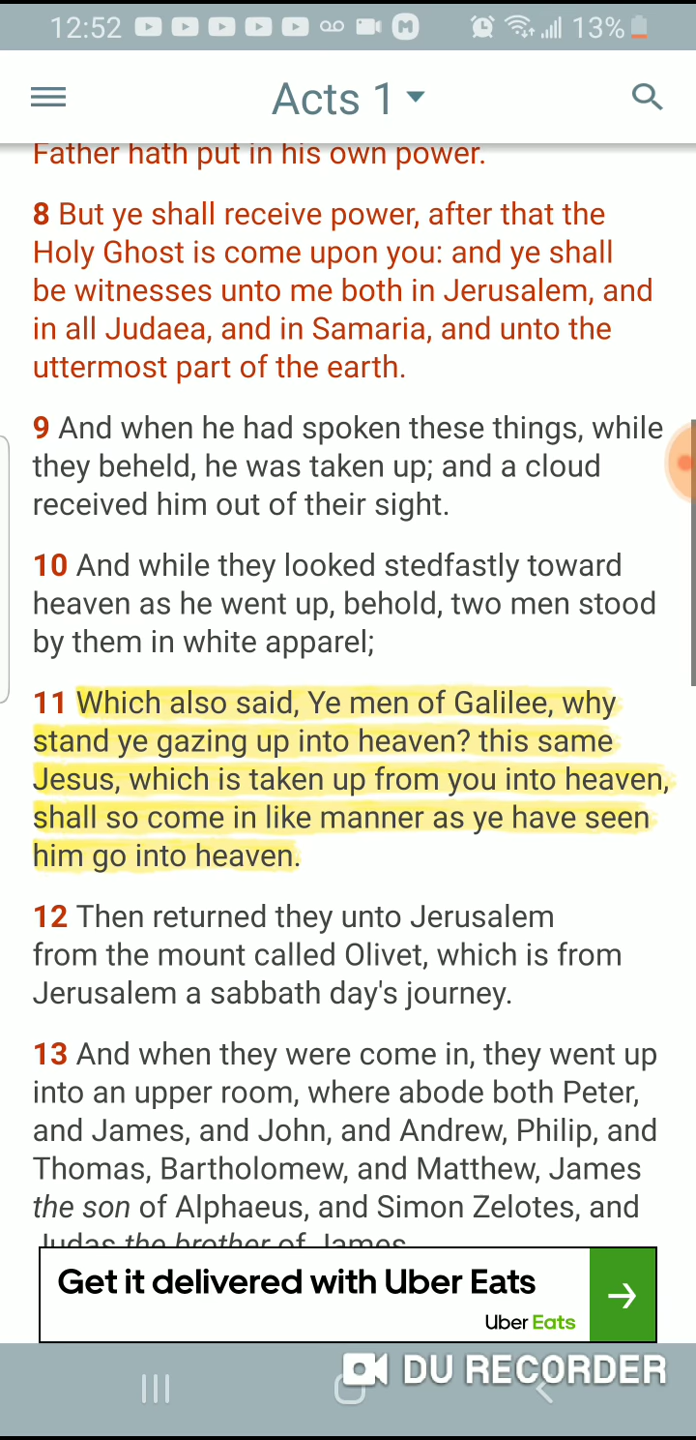 12:52 13%
Acts 1
Father hath put in his own power.
8 But ye shall receive power, after that the
Holy Ghost is come upon you: and ye shall
be witnesses unto me both in Jerusalem, and
in all Judaea, and in Samaria, and unto the
uttermost part of the earth.
9 And when he had spoken these things, while
they beheld, he was taken up; and a cloud
received him out of their sight.
10 And while they looked stedfastly toward
heaven as he went up, behold, two men stood
by them in white apparel;
11 Which also said, Ye men of Galilee, why
stand ye gazing up into heaven? this same
Jesus, which is taken up from you into heaven,
shall so come in like manner as ye have seen
him go into heaven.
12 Then returned they unto Jerusalem
from the mount called Olivet, which is from
Jerusalem a sabbath day's journey.
13 And when they were come in, they went up
into an upper room, where abode both Peter,
and James, and John, and Andrew, Philip, and
Thomas, Bartholomew, and Matthew, James
the son of Alphaeus, and Simon Zelotes, and
Judas the brother of James
Get it delivered with Uber Eats
Uber Eats
DU RECORDER